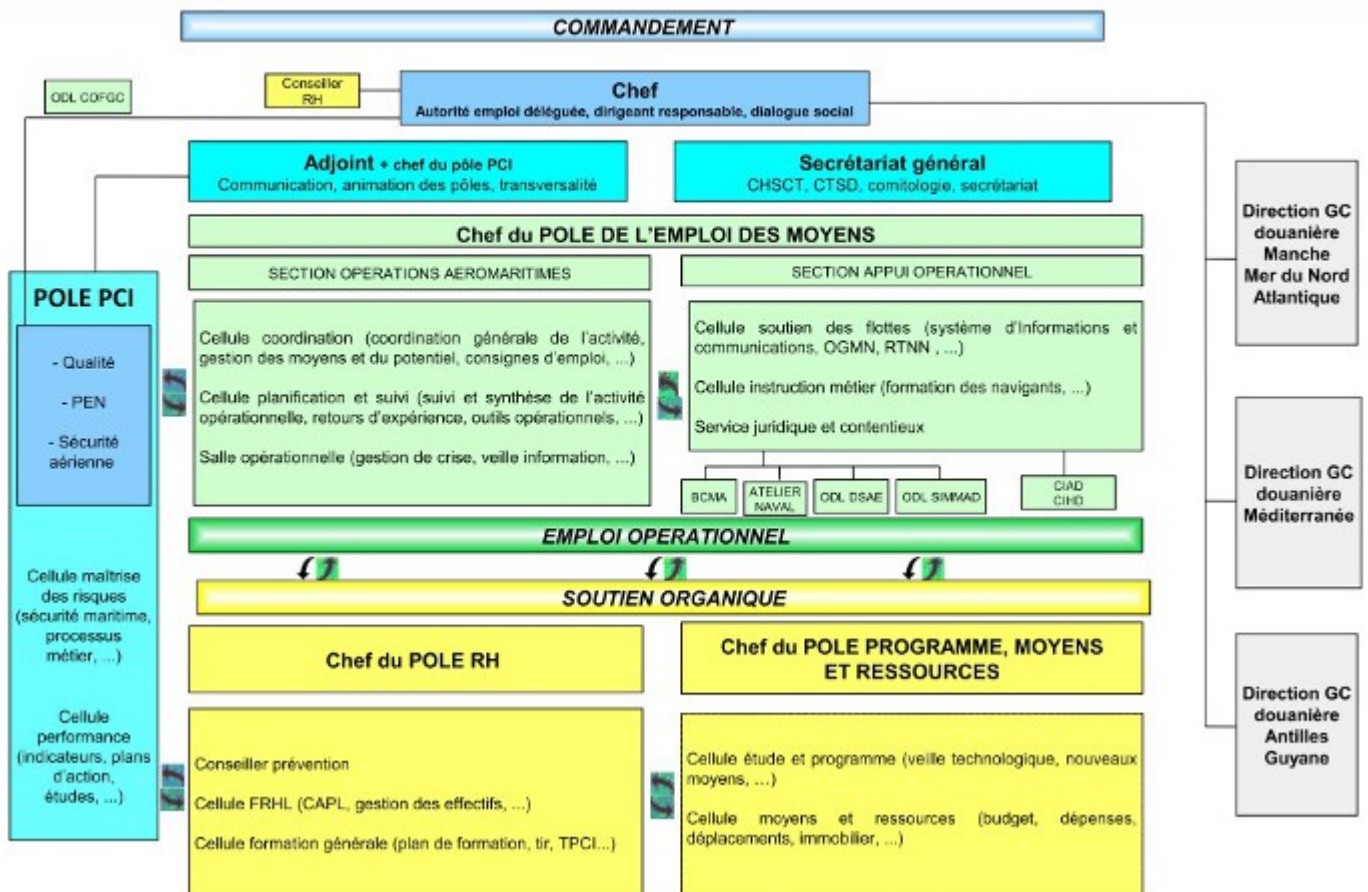 COMMANDEMENT
ODL COFGC
Conseiller
RH
Chef
Autorité emploi déléguée, dirigeant responsable, dialogue social
Adjoint + chef du pôle PCI
Communication, animation des pôles, transversalité
Secrétariat général
CHSCT, CTSD, comitologie, secrétariat
Chef du POLE DE L'EMPLOI DES MOYENS
SECTION OPERATIONS AEROMARITIMES
SECTION APPUI OPERATIONNEL
POLE PCI
- Qualité
- PEN
- Sécurité
aérienne
Cellule maîtrise
des risques
(sécurité maritime,
processus
métier, ...)
Cellule
performance
(indicateurs, plans
d'action,
études, ...)
Cellule coordination (coordination générale de l'activité,
gestion des moyens et du potentiel, consignes d'emploi, ...)
Cellule planification et suivi (suivi et synthèse de l'activité
opérationnelle, retours d'expérience, outils opérationnels, ...)
Salle opérationnelle (gestion de crise, veille information, ...)
Cellule soutien des flottes (système d'Informations et
communications, OGMN, RTNN , ...)
Cellule instruction métier (formation des navigants, ...)
Service juridique et contentieux
BCMA
ATELIER
NAVAL
ODL DSAE
ODL SIMMAD
CIAD
CIHD
EMPLOI OPERATIONNEL
SOUTIEN ORGANIQUE
Chef du POLE RH
Chef du POLE PROGRAMME, MOYENS
ET RESSOURCES
Conseiller prévention
Cellule FRHL (CAPL, gestion des effectifs, ...)
Cellule formation générale (plan de formation, tir, TPCI...)
Cellule étude et programme (veille technologique, nouveaux
moyens, ...)
Cellule moyens et ressources (budget, dépenses,
déplacements, immobilier, ...)
Direction GC
douanière
Manche
Mer du Nord
Atlantique
Direction GC
douanière
Méditerranée
Direction GC
douanière
Antilles
Guyane